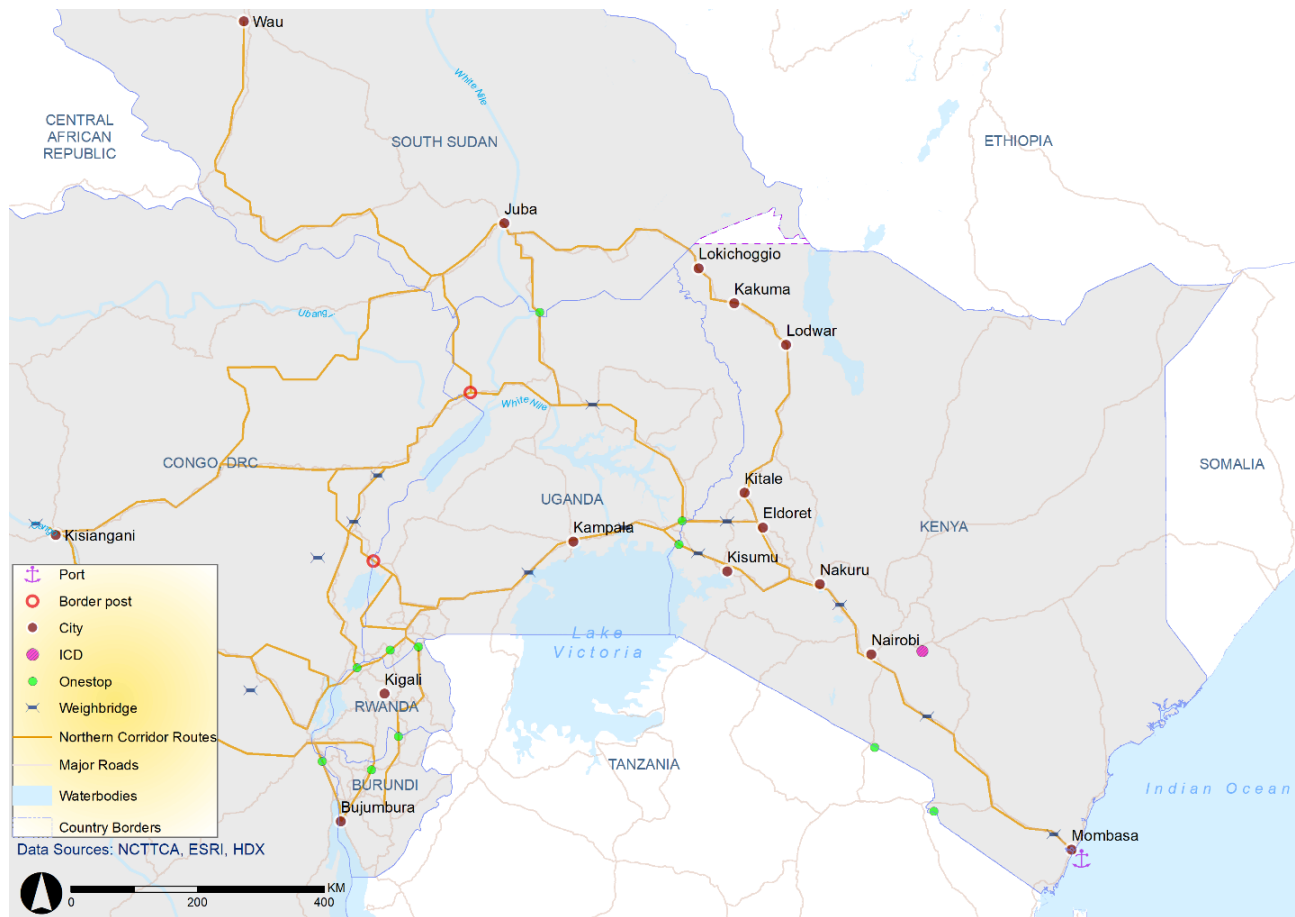 Wau
White Nile
CENTRAL
AFRICAN
REPUBLIC
SOUTH SUDAN
ETHIOPIA
Juba
Lokichoggio
Kakuma
Ubang
Lodwar
White Nile
CONGO, DRC
SOMALIA
Kitale
UGANDA
Eldoret
KENYA
Kampala
Kisiangani
Kisumu
Nakuru
Lake
Victoria
Nairobi
Kigali
RWANDA
TANZANIA
BURUNDI
Indian Ocean
Bujumbura
Mombasa
Port
Border post
City
ICD
Onestop
Weighbridge
Northern Corridor Routes
Major Roads
Waterbodies
Country Borders
Data Sources: NCTTCA, ESRI, HDX
KM
0 200 400